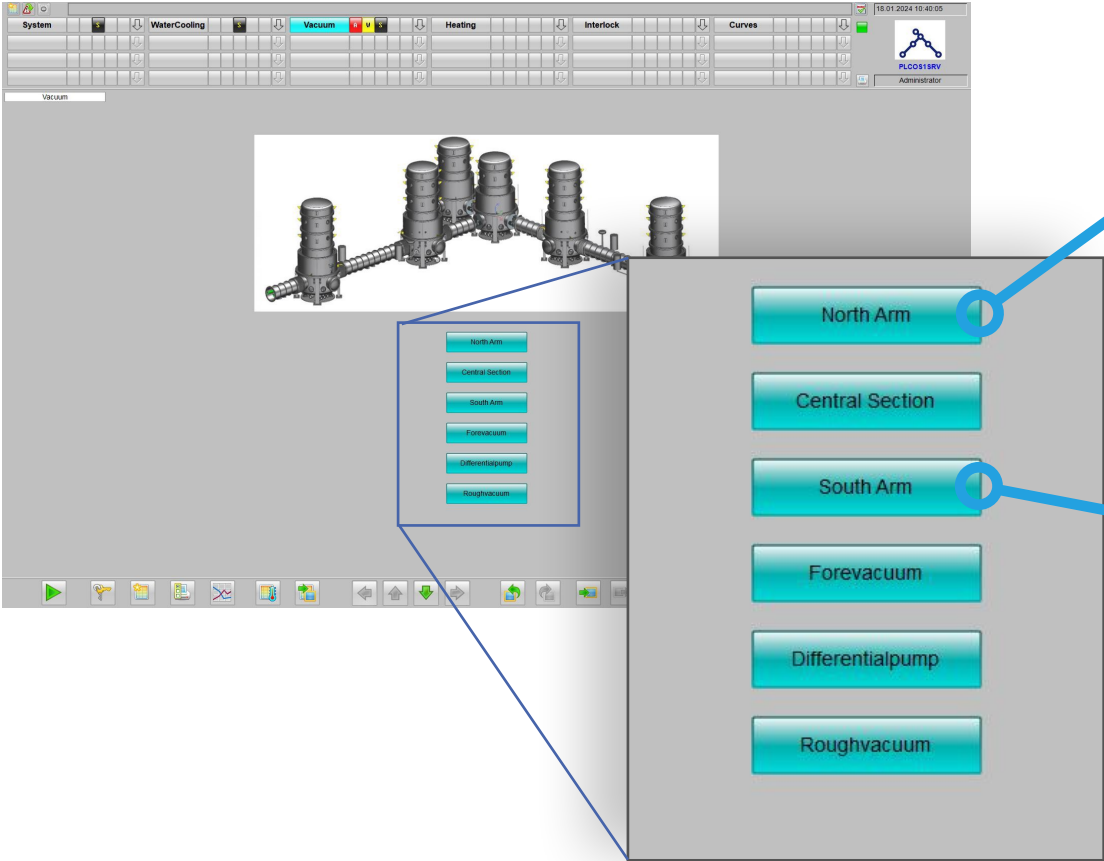 18.01.2024 10:40:05
System S WaterCooling S Vacuum A W S Heating Interlock Curves
PLCOS1SRV
Administrator
Vacuum
North Arm
Central Section
South Arm
Forevacuum
Differentialpump
Roughvacuum
North Arm
Central Section
South Arm
Forevacuum
Differentialpump
Roughvacuum